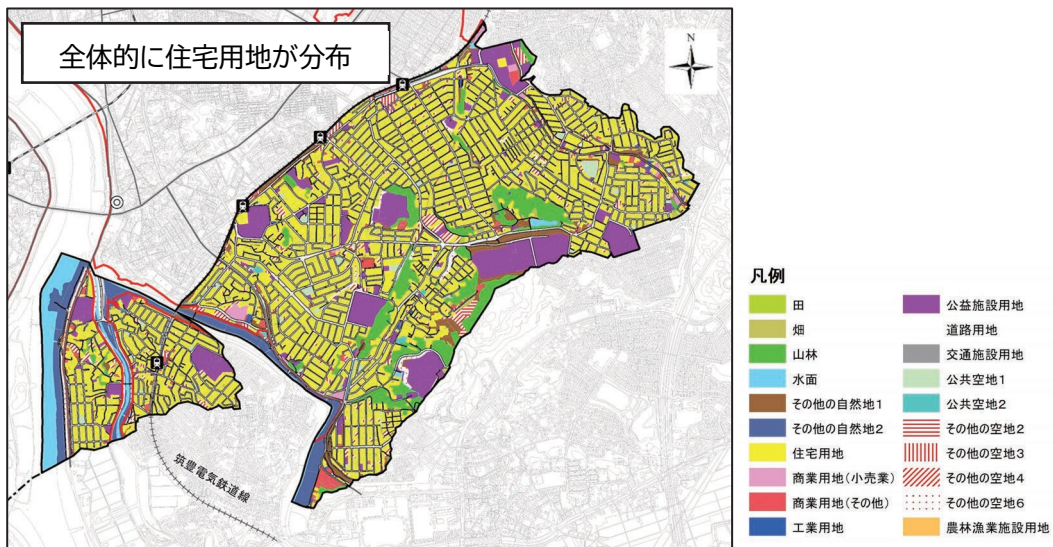 全体的に住宅用地が分布
N
筑豊電気鉄道線
凡例
田
畑
山林
水面
その他の自然地1
その他の自然地2
住宅用地
商業用地(小売業)
商業用地(その他)
工業用地
公益施設用地
道路用地
交通施設用地
公共空地1
公共空地2
その他の空地2
その他の空地3
その他の空地4
その他の空地6
農林漁業施設用地